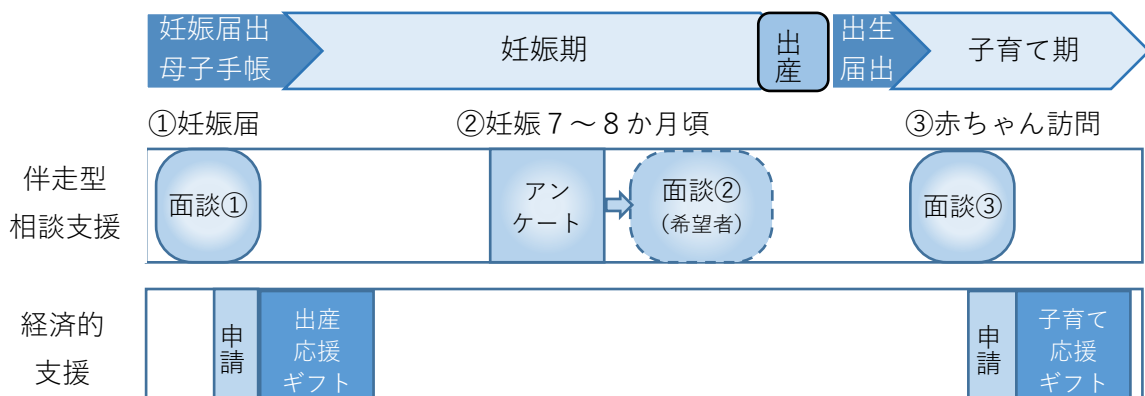 妊娠届出
母子手帳
妊娠期
出産
出生
届出
子育て期
①妊娠届
②妊娠７～８か月頃
③赤ちゃん訪問
伴走型
相談支援
面談①
アン
ケート
面談②
（希望者）
面談③
経済的
支援
申請
出産
応援
ギフト
申請
子育て
応援
ギフト